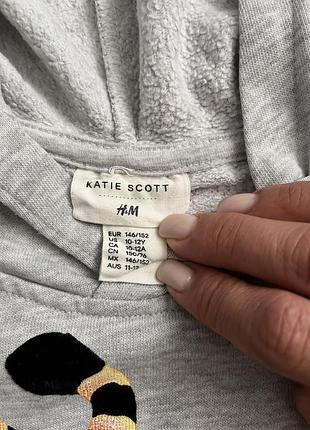 KATIE SCOTT
H&M
EUR 146/152
US 10-12Y
CA 10-12A
CN 150/76
MX 146/152
AUS 11-12